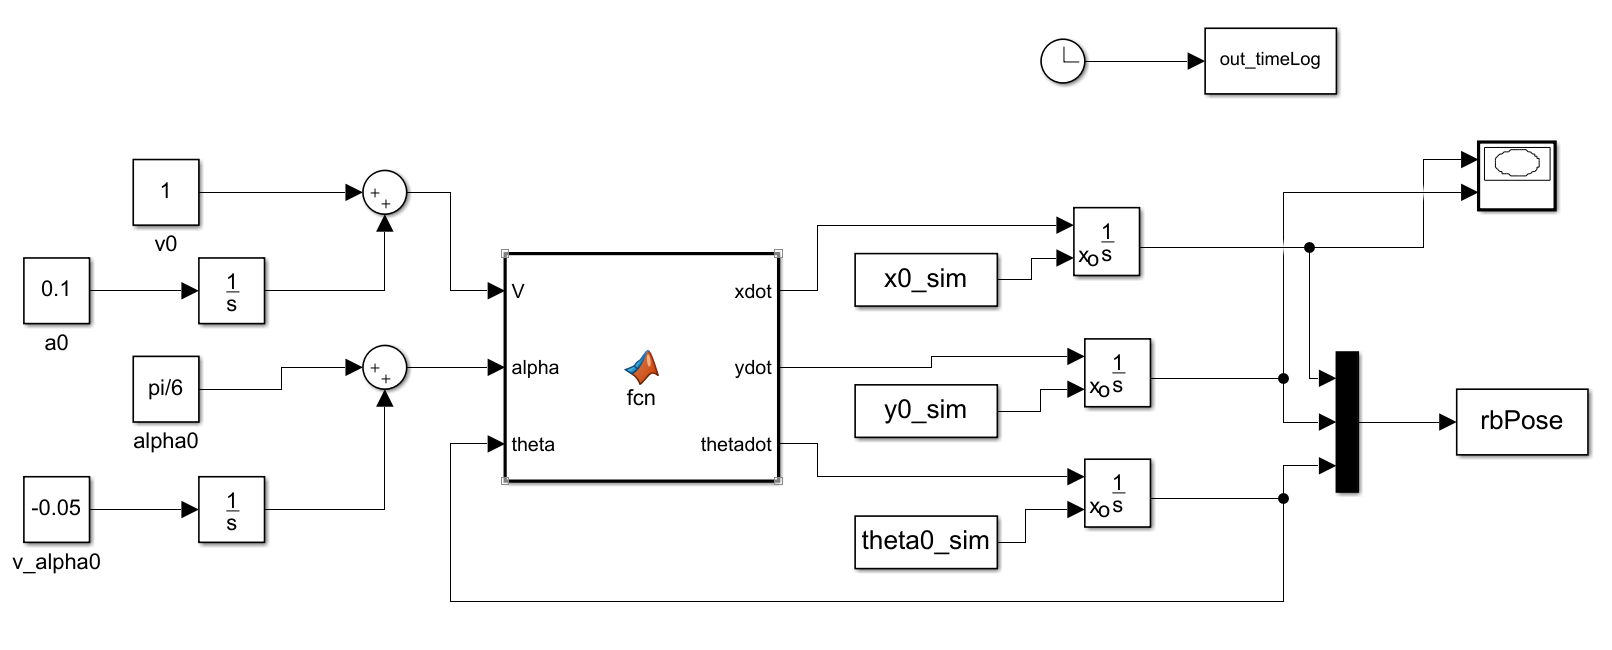 out_timeLog
1
v0
+
+
0.1
a0
1
s
V
xdot
x0_sim
1
s
xo
pi/6
alpha0
+
+
alpha
fcn
ydot
y0_sim
1
s
xo
rbPose
-0.05
v_alpha0
1
s
theta
thetadot
theta0_sim
1
s
xo